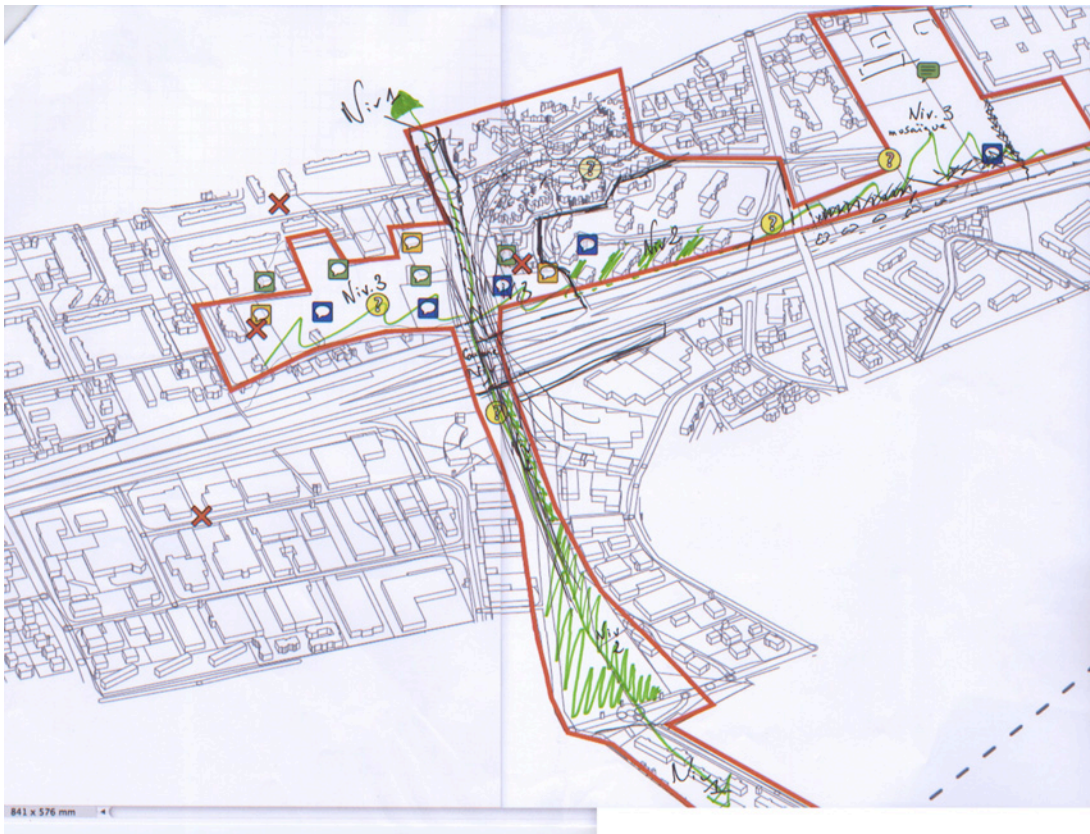 Niv 1
Niv. 3
mosaïque
?
?
Niv 2
?
Niv.3
?
?
Niv
2
Niv 1
841 x 576 mm